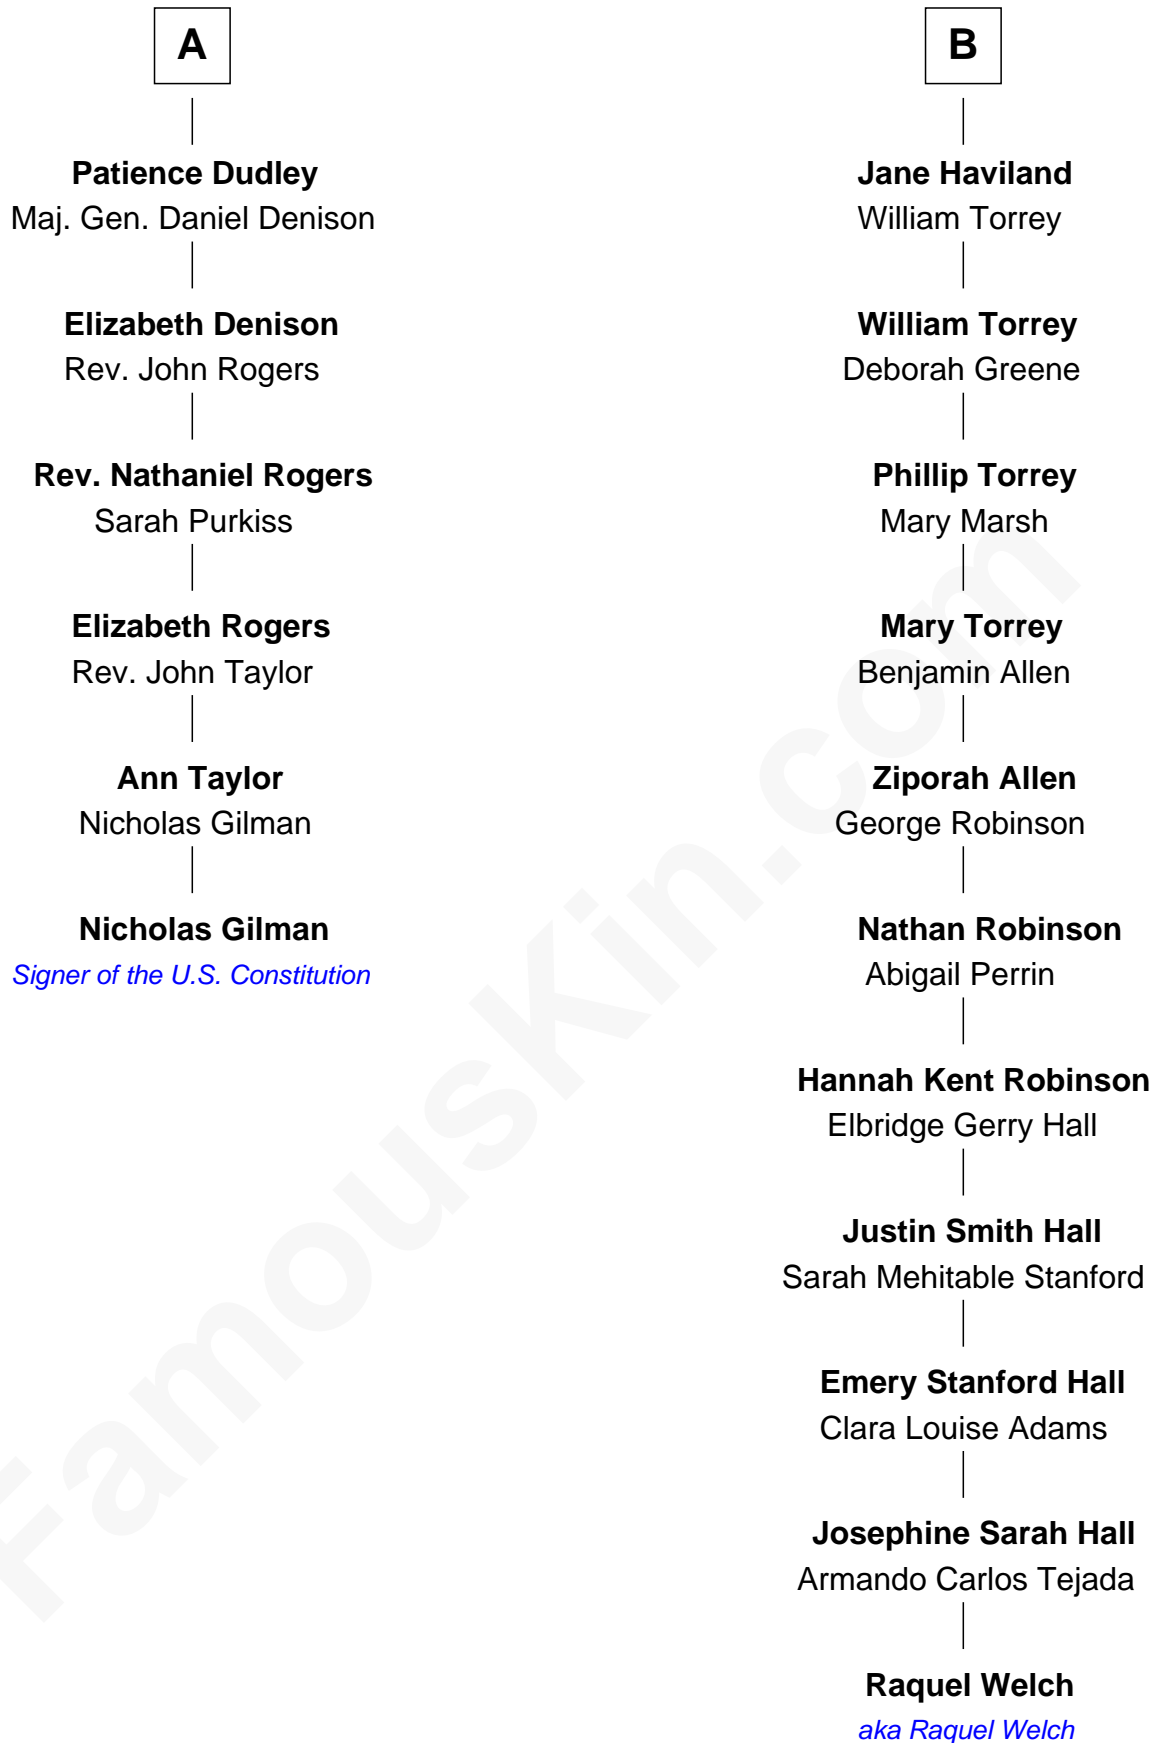 A
Patience Dudley
Maj. Gen. Daniel Denison
Elizabeth Denison
Rev. John Rogers
Rev. Nathaniel Rogers
Sarah Purkiss
Elizabeth Rogers
Rev. John Taylor
Ann Taylor
Nicholas Gilman
Nicholas Gilman
Signer of the U.S. Constitution
B
Jane Haviland
William Torrey
William Torrey
Deborah Greene
Phillip Torrey
Mary Marsh
Mary Torrey
Benjamin Allen
Ziporah Allen
George Robinson
Nathan Robinson
Abigail Perrin
Hannah Kent Robinson
Elbridge Gerry Hall
Justin Smith Hall
Sarah Mehitable Stanford
Emery Stanford Hall
Clara Louise Adams
Josephine Sarah Hall
Armando Carlos Tejada
Raquel Welch
aka Raquel Welch
FamousKin.com